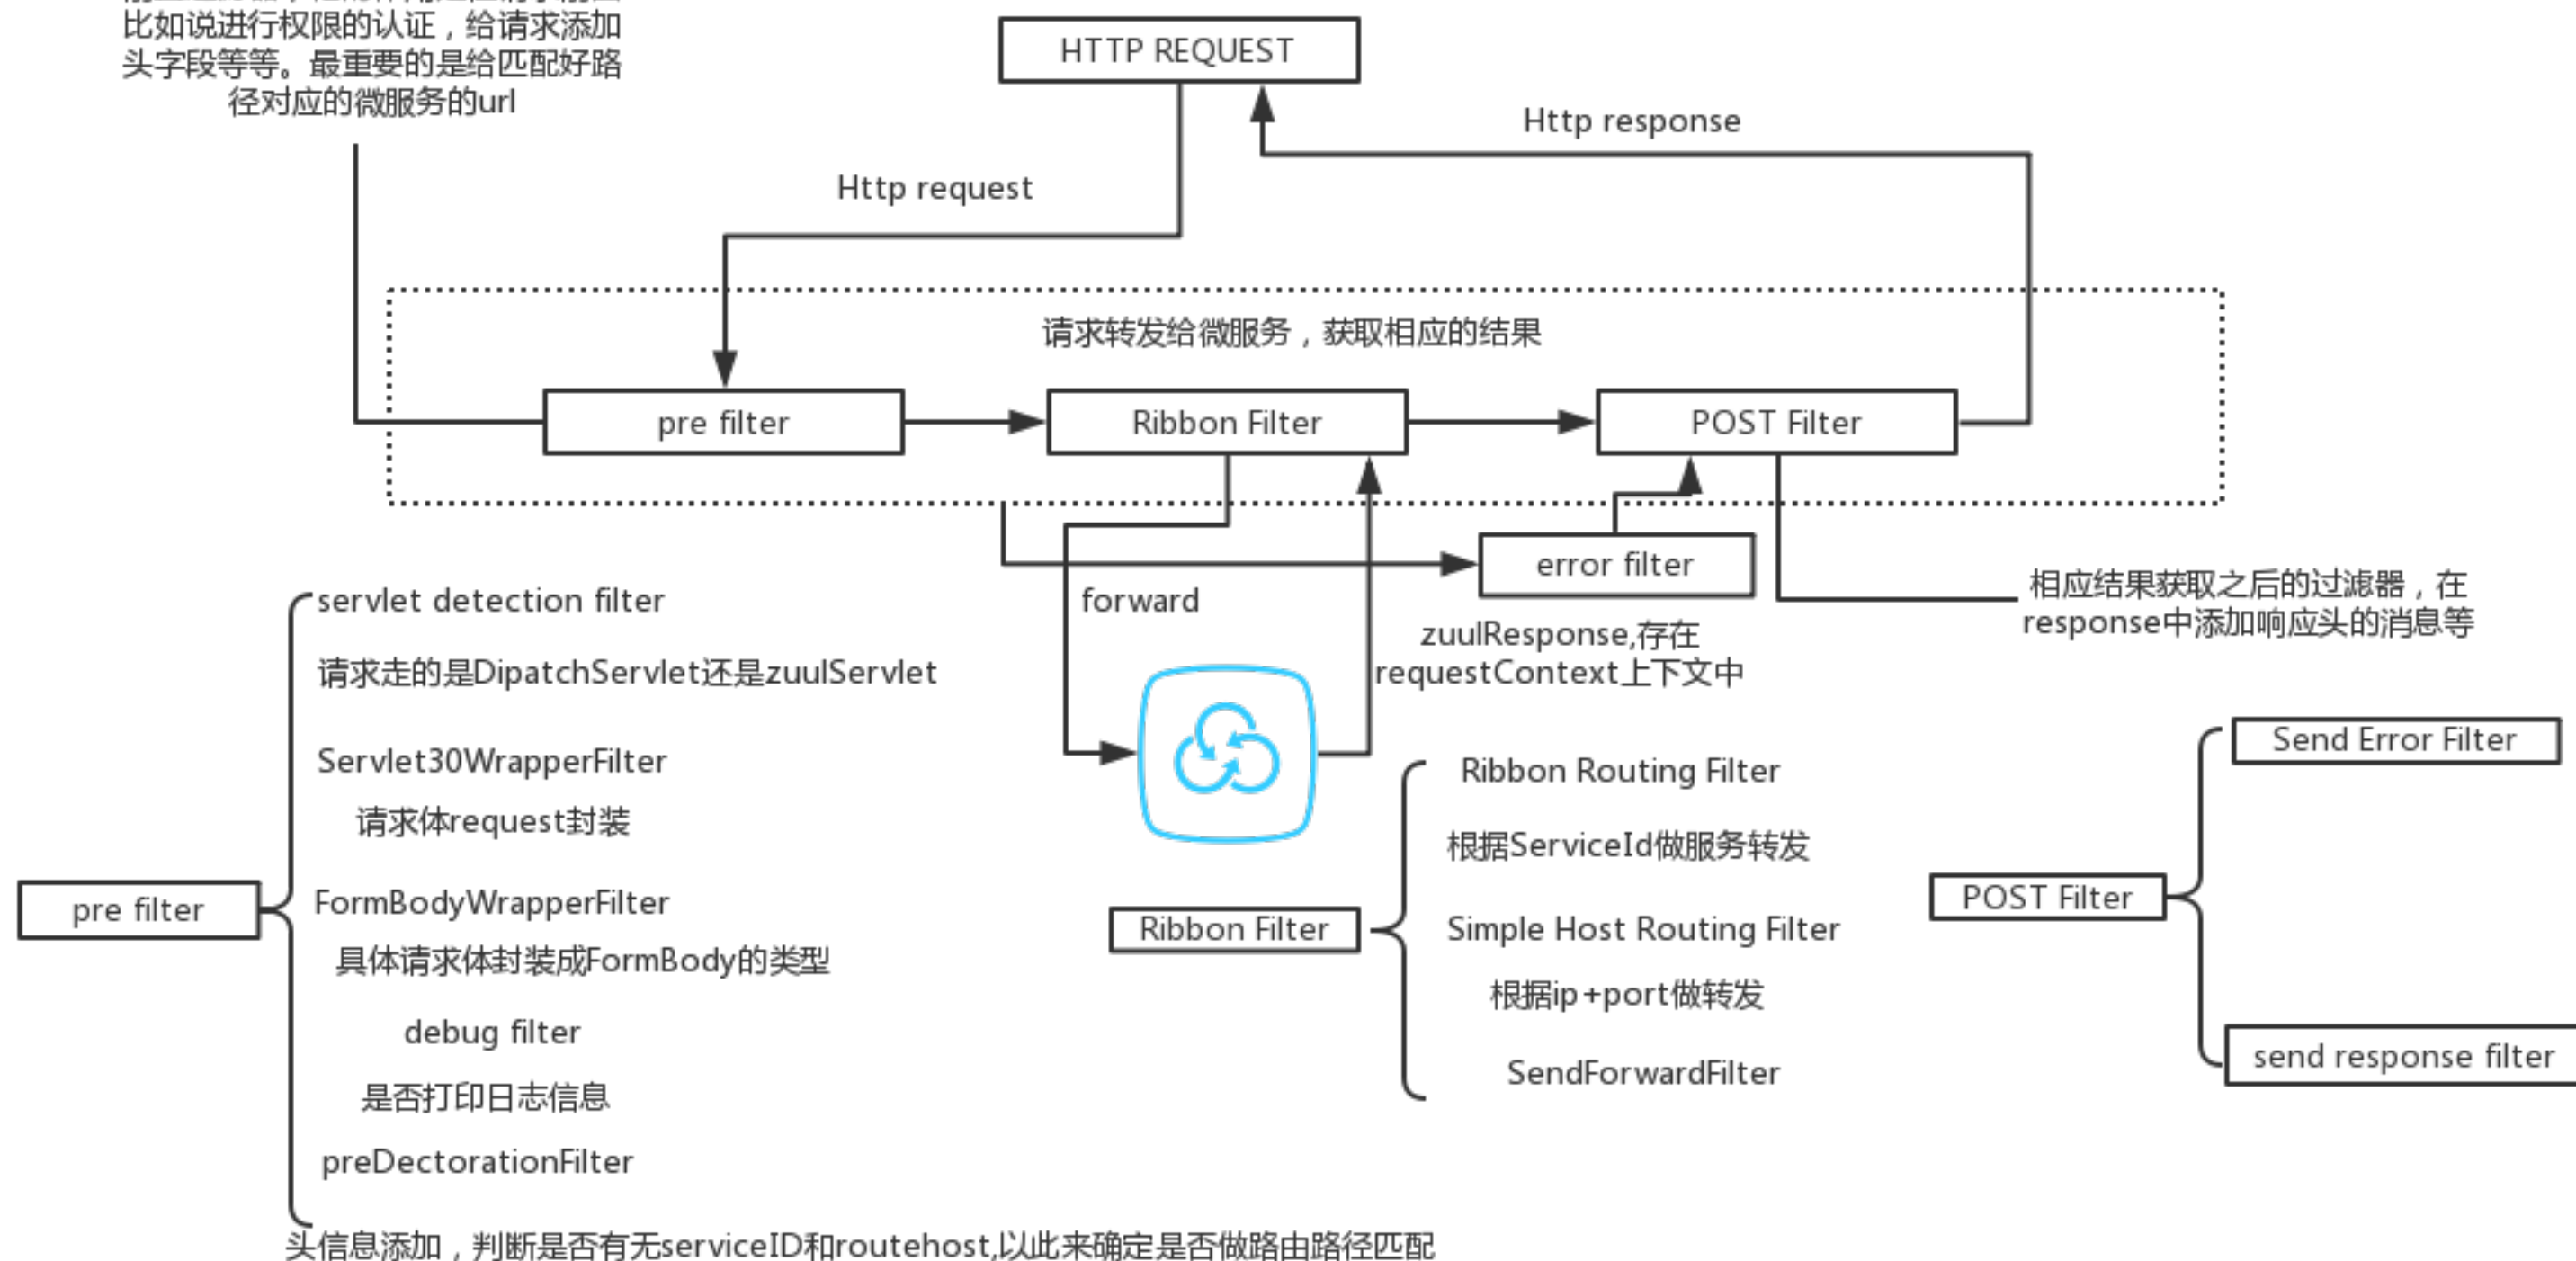 比如说进行权限的认证，给请求添加
头字段等等。最重要的是给匹配好路
径对应的微服务的url
HTTP REQUEST
Http response
Http request
请求转发给微服务，获取相应的结果
pre filter
Ribbon Filter
POST Filter
error filter
forward
zuulResponse,存在
requestContext上下文中
相应结果获取之后的过滤器，在
response中添加响应头的消息等
pre filter
servlet detection filter
请求走的是DipatchServlet还是zuulServlet
Servlet30WrapperFilter
请求体request封装
FormBodyWrapperFilter
具体请求体封装成FormBody的类型
debug filter
是否打印日志信息
preDectorationFilter
头信息添加，判断是否有无serviceID和routehost,以此来确定是否做路由路径匹配
Ribbon Filter
Ribbon Routing Filter
根据ServiceId做服务转发
Simple Host Routing Filter
根据ip+port做转发
SendForwardFilter
POST Filter
Send Error Filter
send response filter